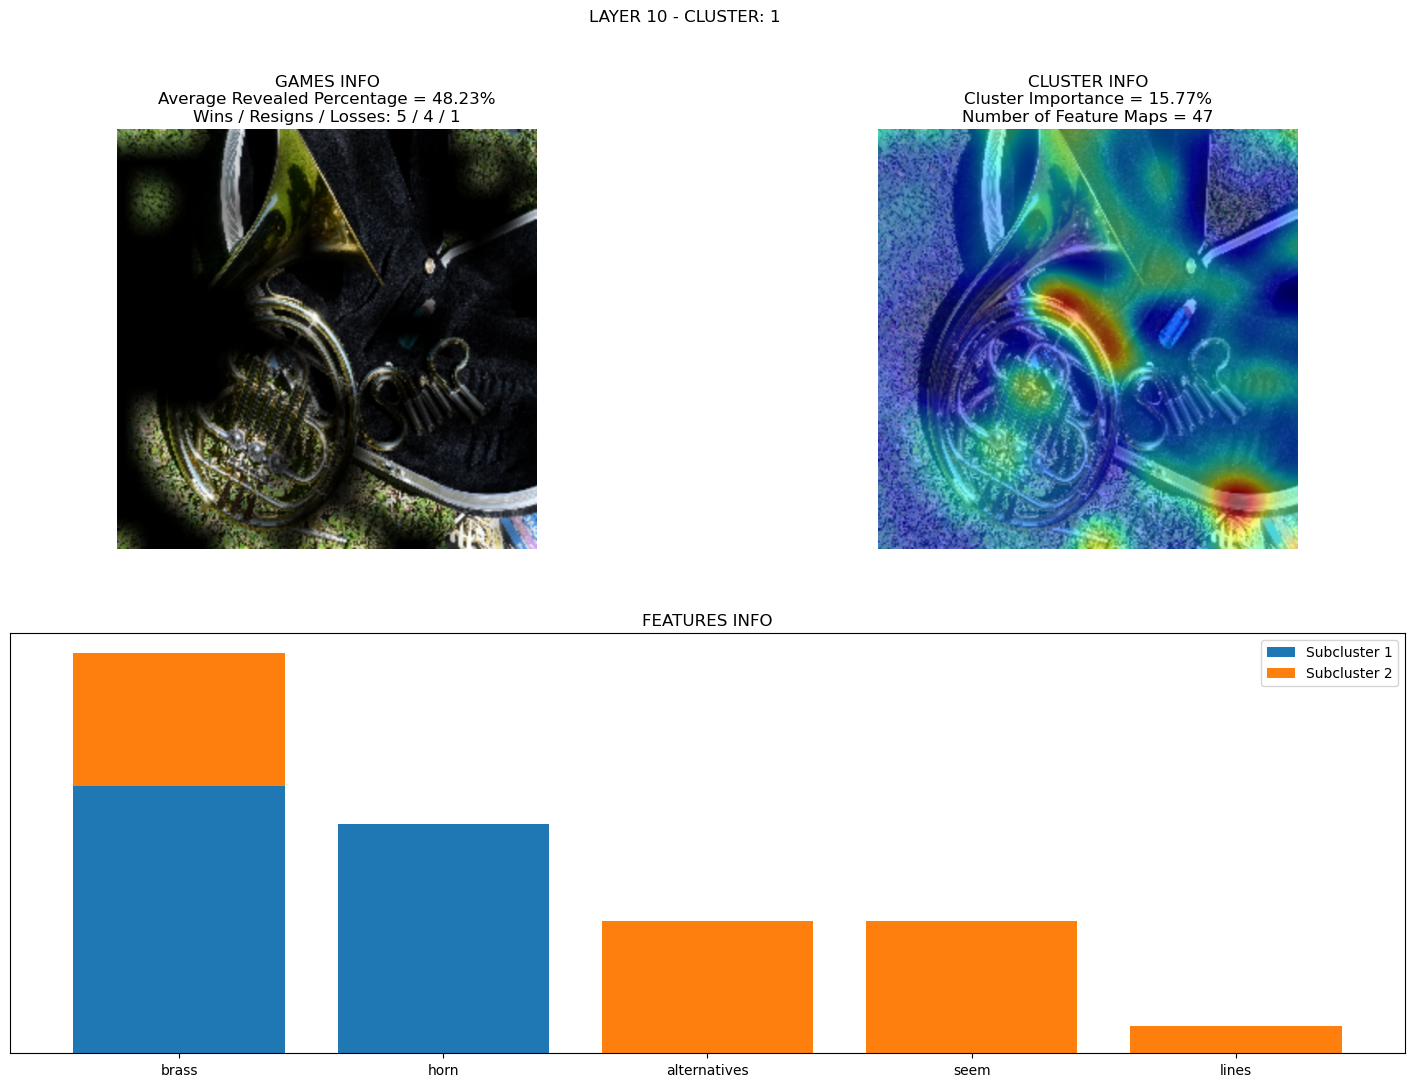 LAYER 10 - CLUSTER: 1
GAMES INFO
Average Revealed Percentage = 48.23%
Wins / Resigns / Losses: 5 / 4 / 1
CLUSTER INFO
Cluster Importance = 15.77%
Number of Feature Maps = 47
FEATURES INFO
Subcluster 1
Subcluster 2
brass
horn
alternatives
seem
lines